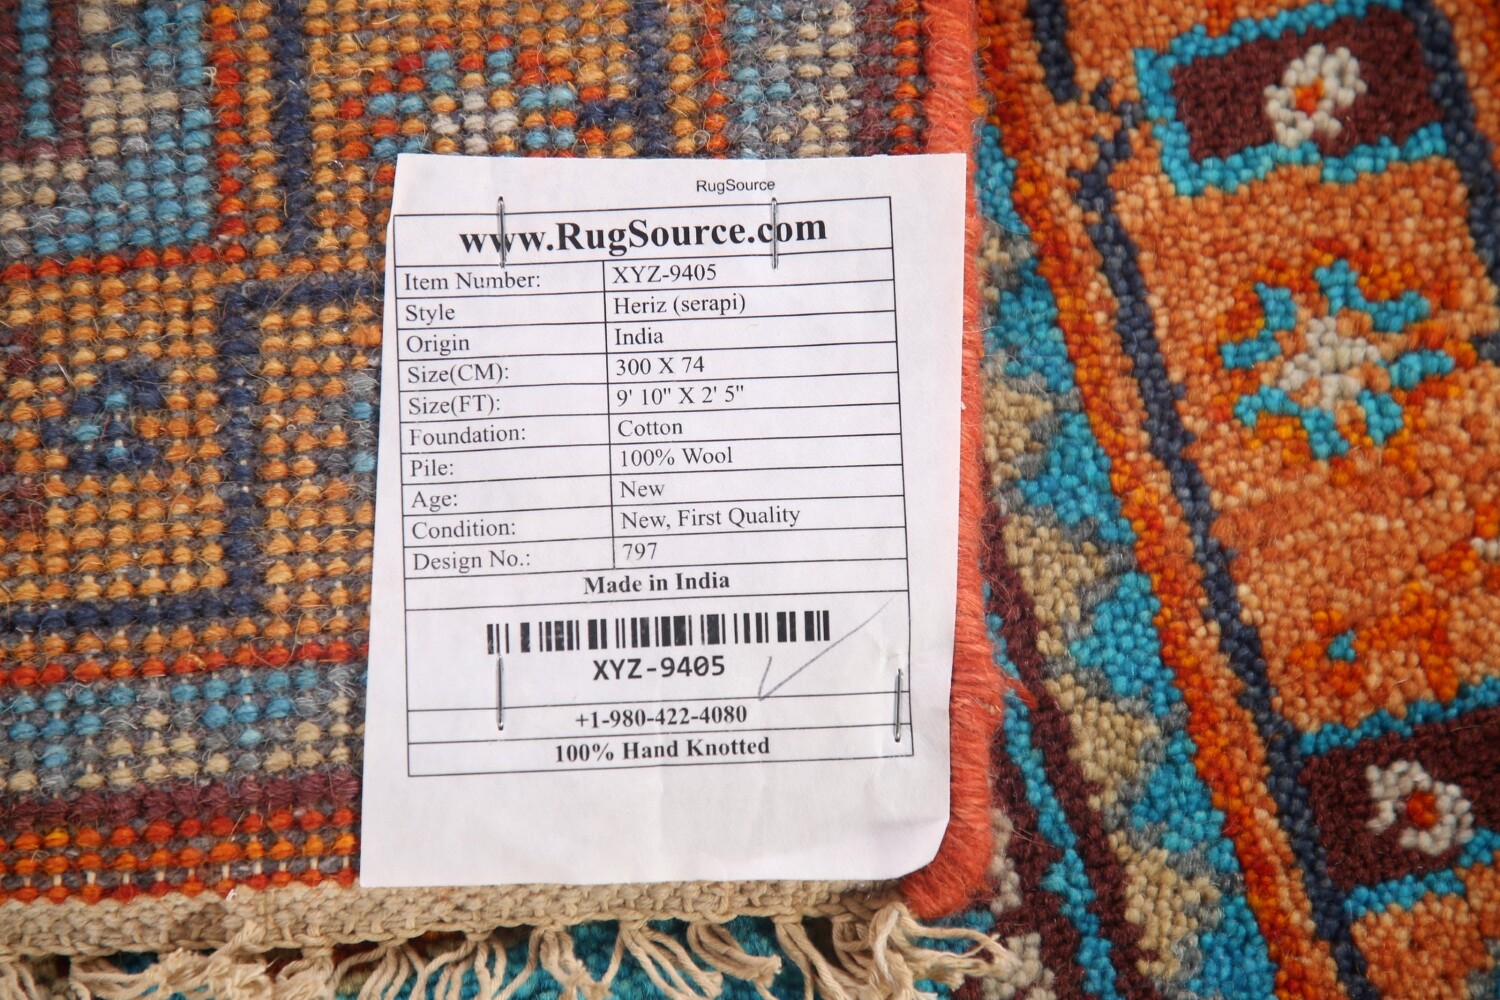 RugSource
www.RugSource.com
Item Number: XYZ-9405
Style Heriz (serapi)
Origin India
Size(CM): 300 X 74
Size(FT): 9' 10" X 2' 5"
Foundation: Cotton
Pile: 100% Wool
Age: New
Condition: New, First Quality
Design No.: 797
Made in India
XYZ-9405
+1-980-422-4080
100% Hand Knotted